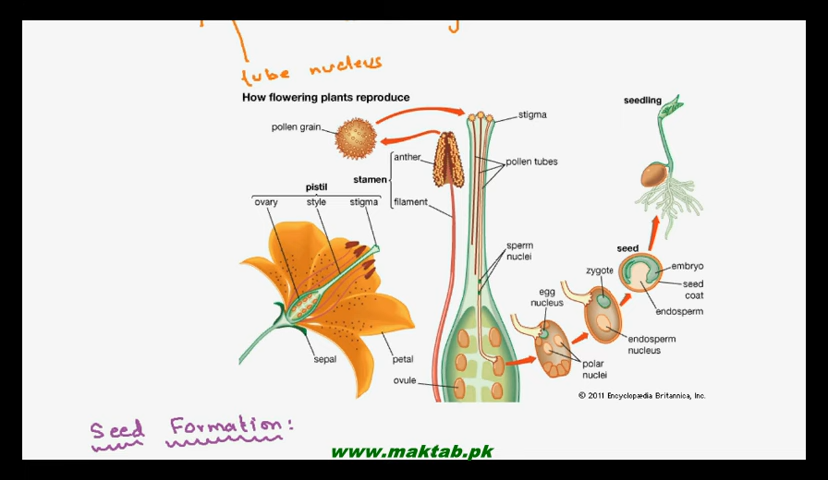 tube nucleus
How flowering plants reproduce
seedling
pollen grain
stigma
anther
pollen tubes
stamen
pistil
ovary style stigma
filament
sperm
nuclei
seed
zygote
embryo
egg
nucleus
seed
coat
endosperm
endosperm
nucleus
sepal
petal
polar
nuclei
ovule
© 2011 Encyclopædia Britannica, Inc.
Seed Formation:
www.maktab.pk